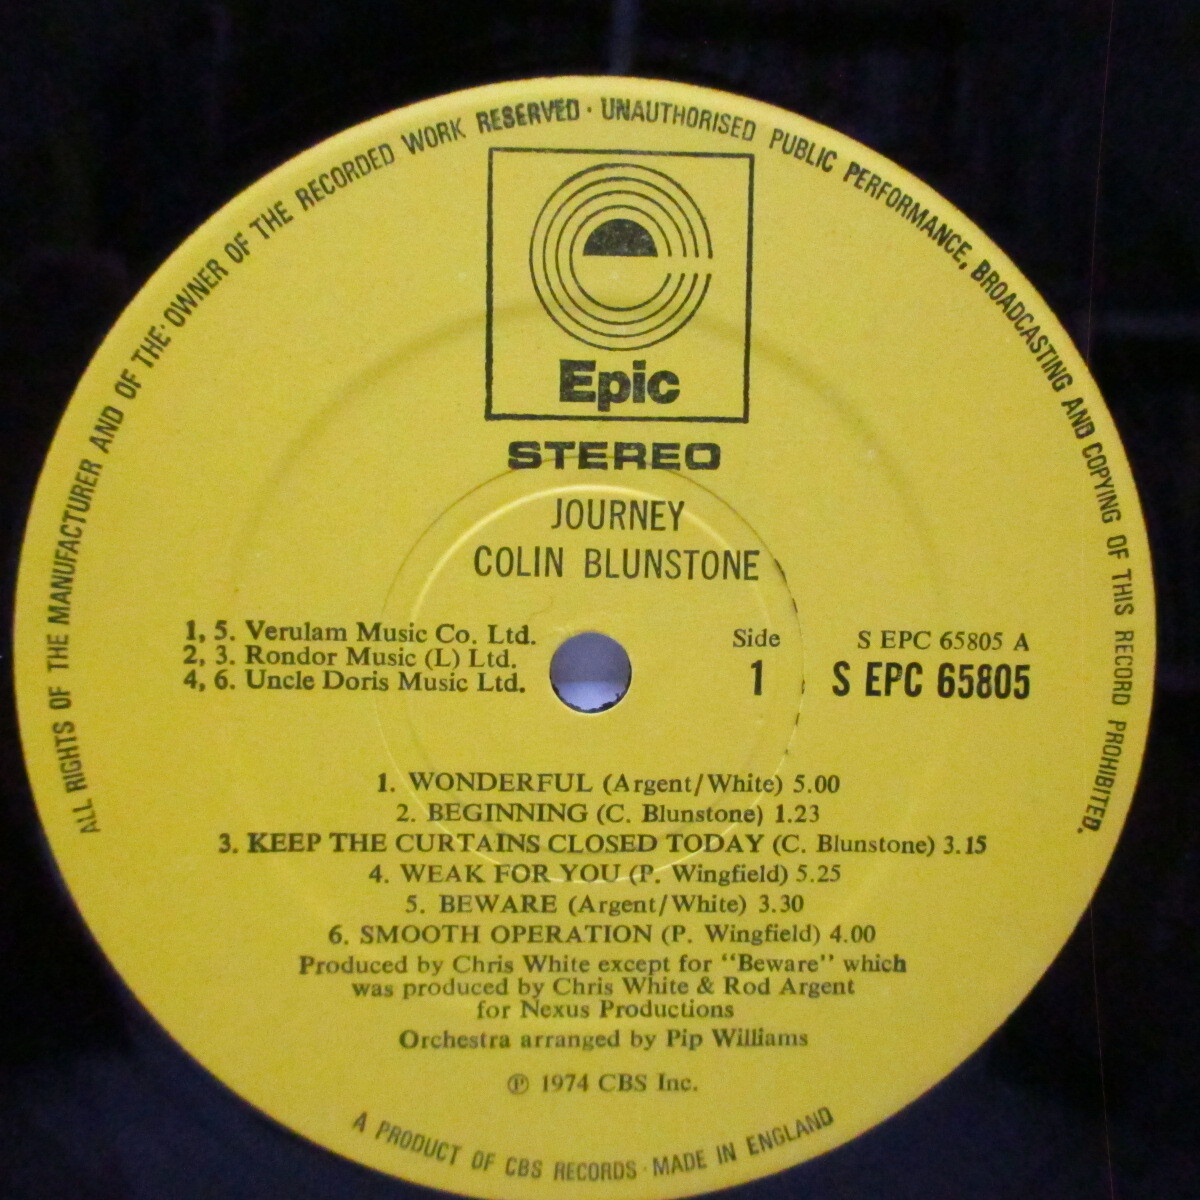 ALL RIGHTS OF THE MANUFACTURER AND OF THE· OWNER OF THE RECORDED WORK RESERVED · UNAUTHORISED PUBLIC PERFORMANCE, BROADCASTING AND COPYING OF THIS RECORD PROHIBITED.
Epic
STEREO
JOURNEY
COLIN BLUNSTONE
1, 5. Verulam Music Co. Ltd.
2, 3. Rondor Music (L) Ltd.
4, 6. Uncle Doris Music Ltd.
Side
1
S EPC 65805 A
S EPC 65805
1. WONDERFUL (Argent/White) 5.00
2. BEGINNING (C. Blunstone) 1.23
3. KEEP THE CURTAINS CLOSED TODAY (C. Blunstone) 3.15
4. WEAK FOR YOU (P. Wingfield) 5.25
5. BEWARE (Argent/White) 3.30
6. SMOOTH OPERATION (P. Wingfield) 4.00
Produced by Chris White except for "Beware" which
was produced by Chris White & Rod Argent
for Nexus Productions
Orchestra arranged by Pip Williams
℗ 1974 CBS Inc.
A PRODUCT OF CBS RECORDS · MADE IN ENGLAND